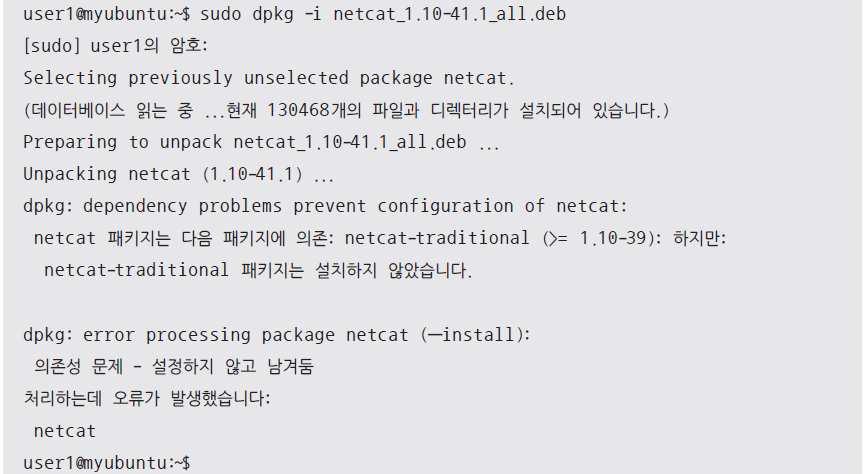 user1@myubuntu:~$ sudo dpkg -i netcat_1.10-41.1_all.deb
[sudo] user1의 암호:
Selecting previously unselected package netcat.
(데이터베이스 읽는 중 ...현재 130468개의 파일과 디렉터리가 설치되어 있습니다.)
Preparing to unpack netcat_1.10-41.1_all.deb ...
Unpacking netcat (1.10-41.1) ...
dpkg: dependency problems prevent configuration of netcat:
netcat 패키지는 다음 패키지에 의존: netcat-traditional (>= 1.10-39): 하지만:
netcat-traditional 패키지는 설치하지 않았습니다.
dpkg: error processing package netcat (—install):
의존성 문제 - 설정하지 않고 남겨둠
처리하는데 오류가 발생했습니다:
netcat
user1@myubuntu:~$